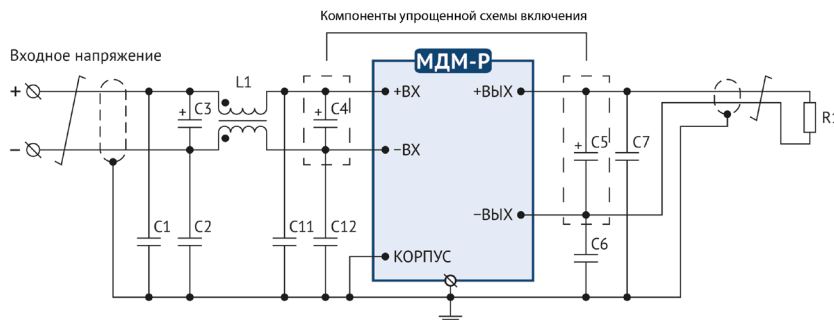 Компоненты упрощенной схемы включения
Входное напряжение
МДМ-Р
L1
+
+ C3
+ C4
+ВХ
+ВЫХ
R1
−
−ВХ
+ C5
C7
−ВЫХ
C1
C2
C11
C12
C6
КОРПУС